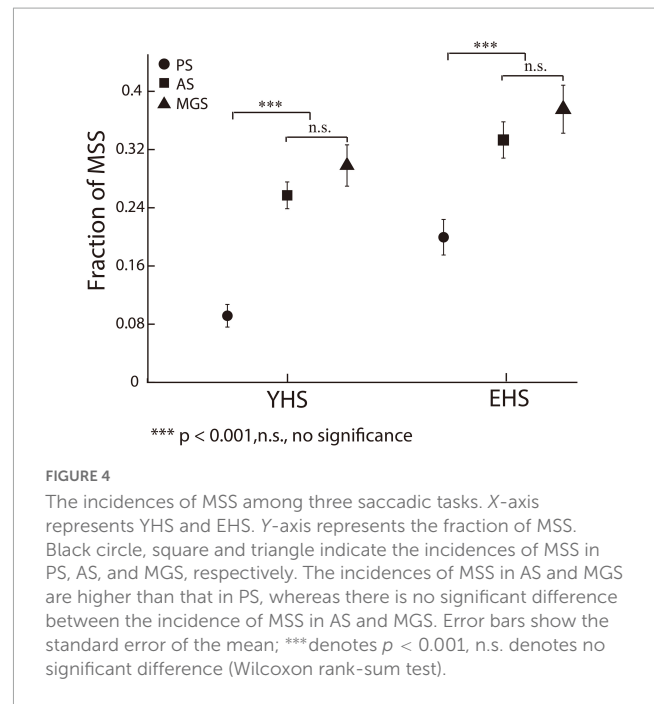 ***
n.s.
PS
AS
MGS
0.4
***
n.s.
0.32
Fraction of MSS
0.24
0.16
0.08
0
YHS
EHS
*** p < 0.001,n.s., no significance
FIGURE 4
The incidences of MSS among three saccadic tasks. X-axis
represents YHS and EHS. Y-axis represents the fraction of MSS.
Black circle, square and triangle indicate the incidences of MSS in
PS, AS, and MGS, respectively. The incidences of MSS in AS and MGS
are higher than that in PS, whereas there is no significant difference
between the incidence of MSS in AS and MGS. Error bars show the
standard error of the mean; ***denotes p < 0.001, n.s. denotes no
significant difference (Wilcoxon rank-sum test).